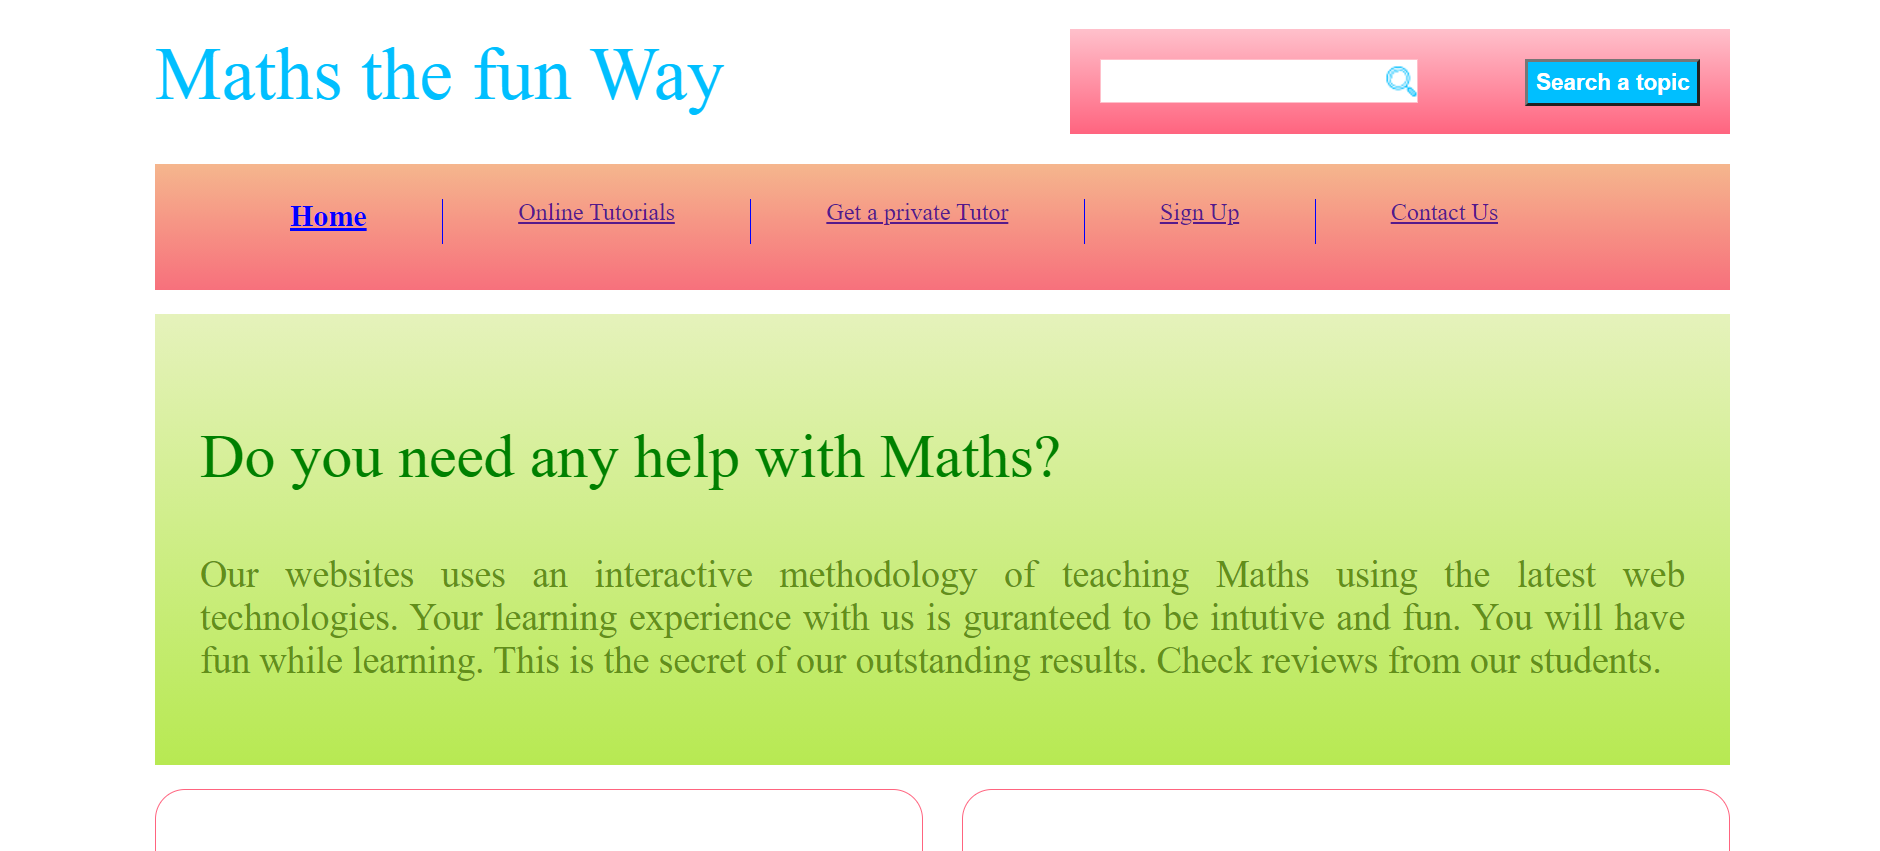 Maths the fun Way
Search a topic
Home
Online Tutorials
Get a private Tutor
Sign Up
Contact Us
Do you need any help with Maths?
Our websites uses an interactive methodology of teaching Maths using the latest web
technologies. Your learning experience with us is guranteed to be intutive and fun. You will have
fun while learning. This is the secret of our outstanding results. Check reviews from our students.